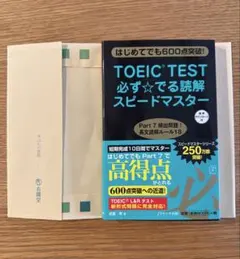 はじめてでも600点突破!
TOEIC® TEST
必ず☆でる読解
スピードマスター
Part 7 頻出問題!
長文読解ルール15
短期完成10日間でマスター
スピードマスターシリーズ
250万部
突破!
はじめてでもPart7で
高得点
がとれる
600点突破への近道!
TOEIC® L&Rテスト
新形式問題に完全対応!